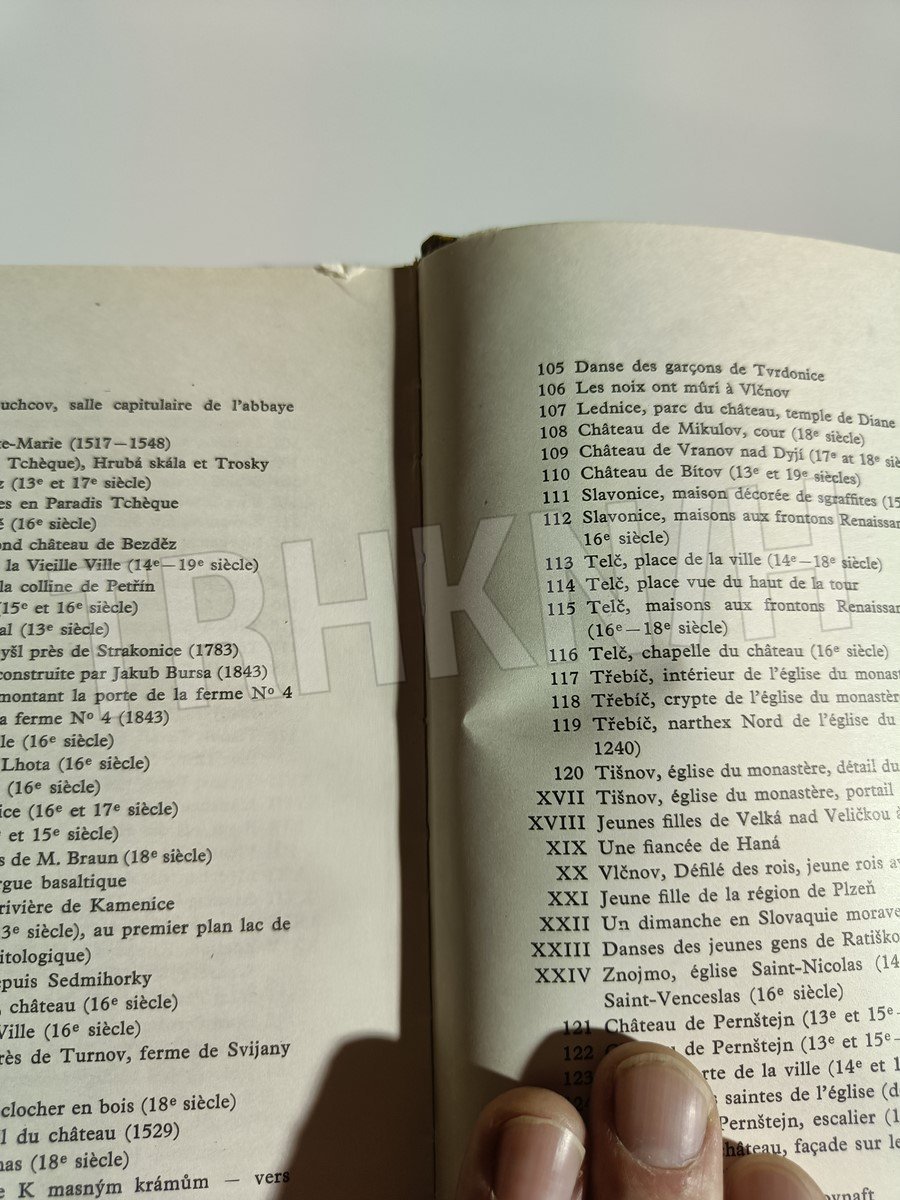 uchcov, salle capitulaire de l'abbaye
te-Marie (1517—1548)
Tchèque), Hrubá skála et Trosky
z (13e et 17e siècle)
es en Paradis Tchèque
é (16e siècle)
ond château de Bezděz
la Vieille Ville (14e—19e siècle)
la colline de Petřín
(15e et 16e siècle)
al (13e siècle)
yšl près de Strakonice (1783)
construite par Jakub Bursa (1843)
montant la porte de la ferme No 4
a ferme No 4 (1843)
lle (16e siècle)
Lhota (16e siècle)
(16e siècle)
ice (16e et 17e siècle)
e et 15e siècle)
s de M. Braun (18e siècle)
rgue basaltique
rivière de Kamenice
3e siècle), au premier plan lac de
itologique)
epuis Sedmihorky
, château (16e siècle)
Ville (16e siècle)
rès de Turnov, ferme de Svijany
clocher en bois (18e siècle)
l du château (1529)
nas (18e siècle)
e K masným krámům — vers
105 Danse des garçons de Tvrdonice
106 Les noix ont mûri à Vlčnov
107 Lednice, parc du château, temple de Diane
108 Château de Mikulov, cour (18e siècle)
109 Château de Vranov nad Dyjí (17e at 18e siè
110 Château de Bítov (13e et 19e siècles)
111 Slavonice, maison décorée de sgraffites (15
112 Slavonice, maisons aux frontons Renaissan
16e siècle)
113 Telč, place de la ville (14e—18e siècle)
114 Telč, place vue du haut de la tour
115 Telč, maisons aux frontons Renaissan
(16e—18e siècle)
116 Telč, chapelle du château (16e siècle)
117 Třebíč, intérieur de l'église du monast
118 Třebíč, crypte de l'église du monastèr
119 Třebíč, narthex Nord de l'église du
1240)
120 Tišnov, église du monastère, détail du
XVII Tišnov, église du monastère, portail
XVIII Jeunes filles de Velká nad Veličkou à
XIX Une fiancée de Haná
XX Vlčnov, Défilé des rois, jeune rois av
XXI Jeune fille de la région de Plzeň
XXII Un dimanche en Slovaquie morave
XXIII Danses des jeunes gens de Ratiško
XXIV Znojmo, église Saint-Nicolas (14
Saint-Venceslas (16e siècle)
121 Château de Pernštejn (13e et 15e—
122 de Pernštejn (13e et 15e—
123 rte de la ville (14e et 1
saintes de l'église (d
Pernštejn, escalier (1
château, façade sur le
TRHKNIH